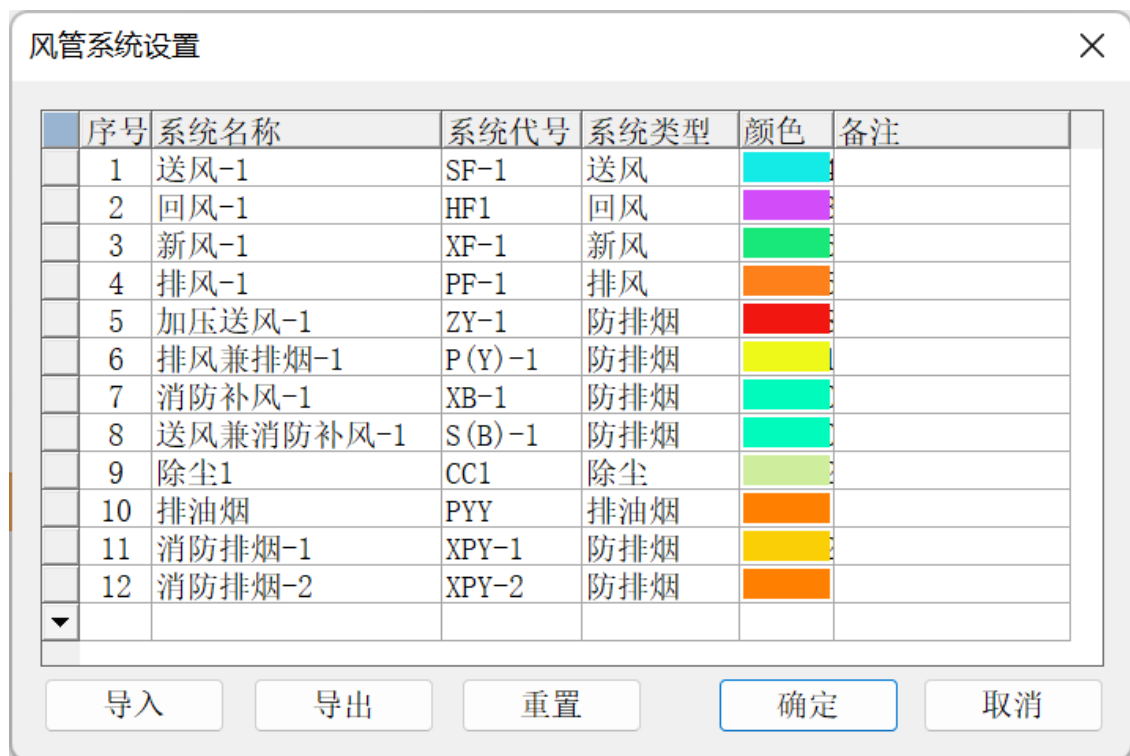 风管系统设置
序号 系统名称 系统代号 系统类型 颜色 备注
1 送风-1 SF-1 送风
2 回风-1 HF1 回风
3 新风-1 XF-1 新风
4 排风-1 PF-1 排风
5 加压送风-1 ZY-1 防排烟
6 排风兼排烟-1 P(Y)-1 防排烟
7 消防补风-1 XB-1 防排烟
8 送风兼消防补风-1 S(B)-1 防排烟
9 除尘1 CC1 除尘
10 排油烟 PYY 排油烟
11 消防排烟-1 XPY-1 防排烟
12 消防排烟-2 XPY-2 防排烟
导入 导出 重置 确定 取消